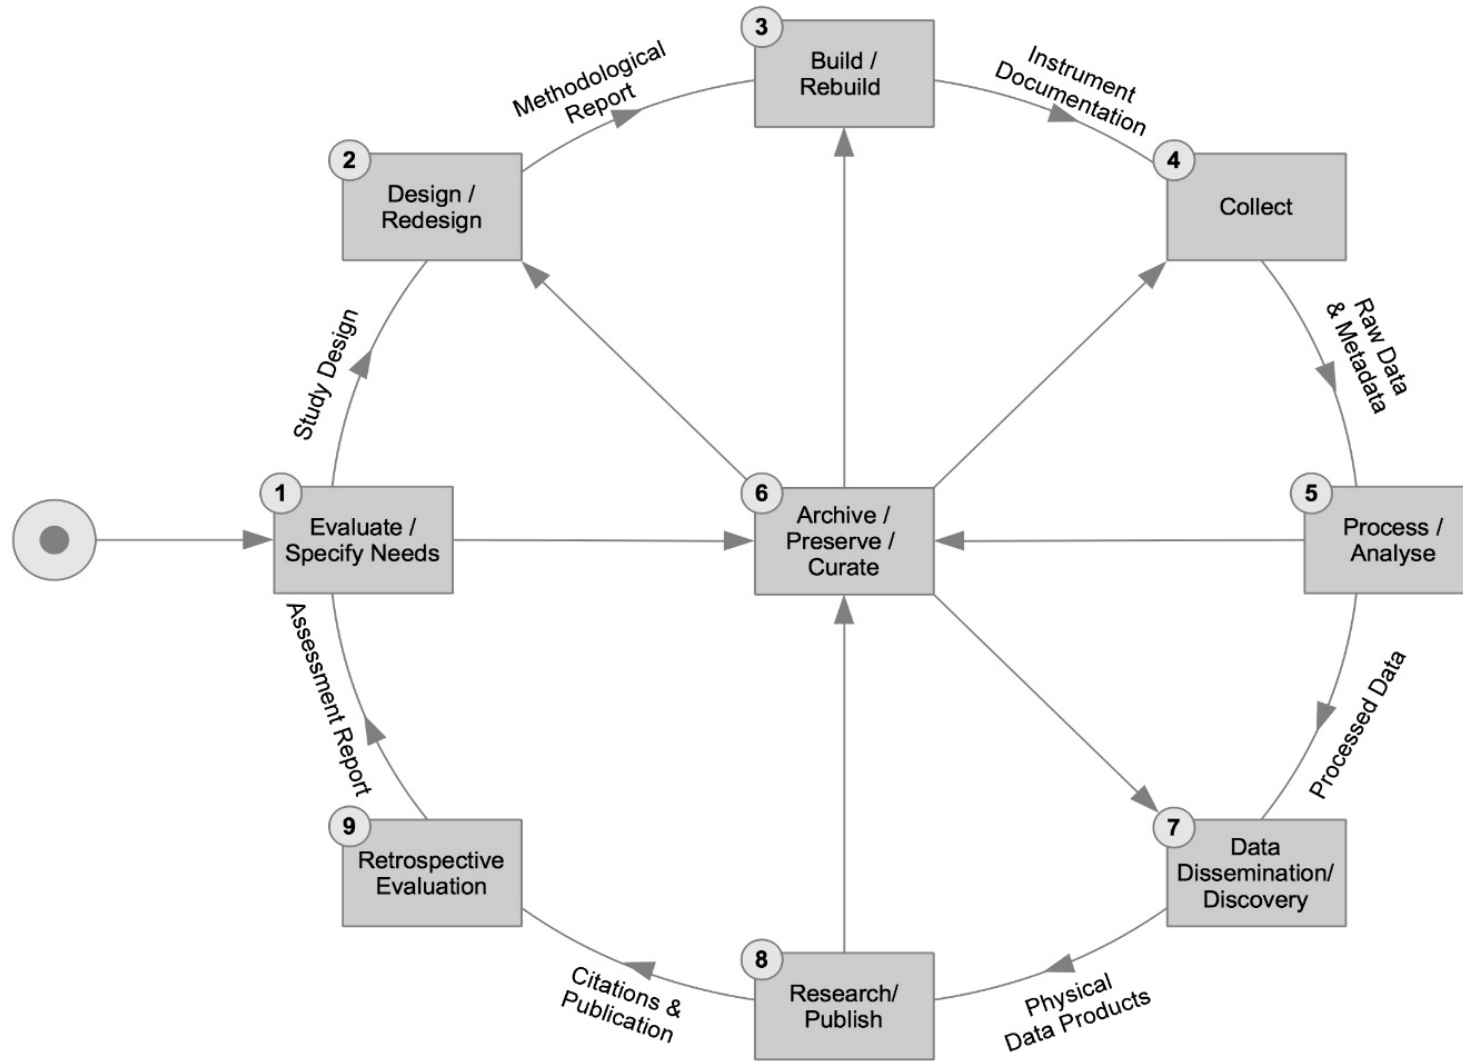 3
Build /
Rebuild
Methodological
Report
Instrument
Documentation
2
Design /
Redesign
4
Collect
Study Design
Raw Data
& Metadata
1
Evaluate /
Specify Needs
6
Archive /
Preserve /
Curate
5
Process /
Analyse
Assessment Report
Processed Data
9
Retrospective
Evaluation
7
Data
Dissemination/
Discovery
8
Research/
Publish
Citations &
Publication
Physical
Data Products